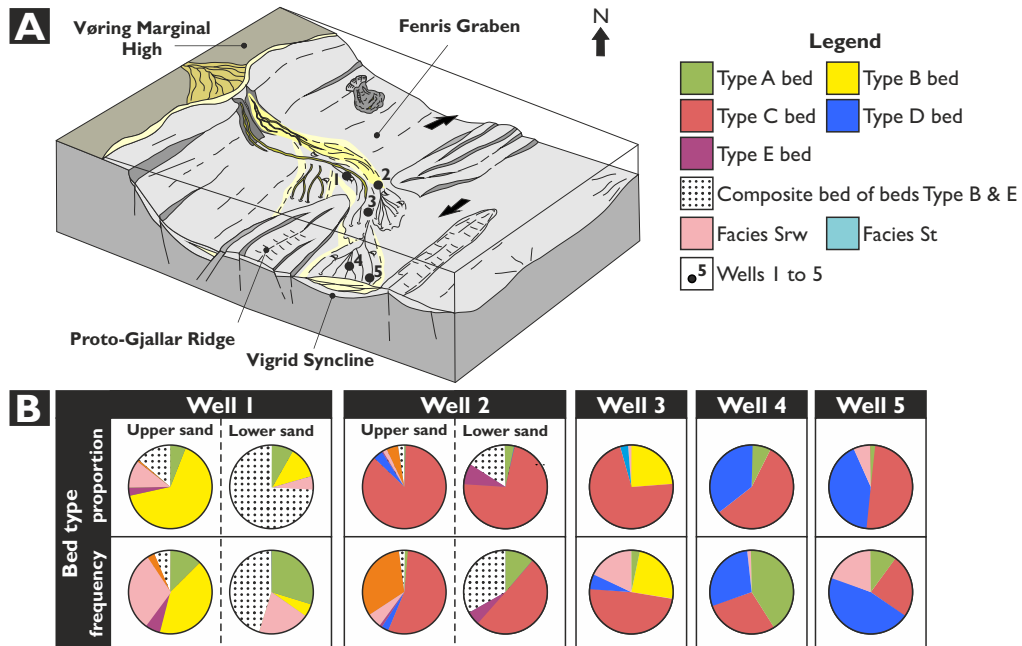 A
Vøring Marginal
High
Fenris Graben
N
Legend
Type A bed
Type B bed
Type C bed
Type D bed
Type E bed
Composite bed of beds Type B & E
Facies Srw
Facies St
5
Wells 1 to 5
1
2
3
4
5
Proto-Gjallar Ridge
Vigrid Syncline
B
Well 1
Well 2
Well 3
Well 4
Well 5
Upper sand
Lower sand
Upper sand
Lower sand
Bed type
proportion
frequency